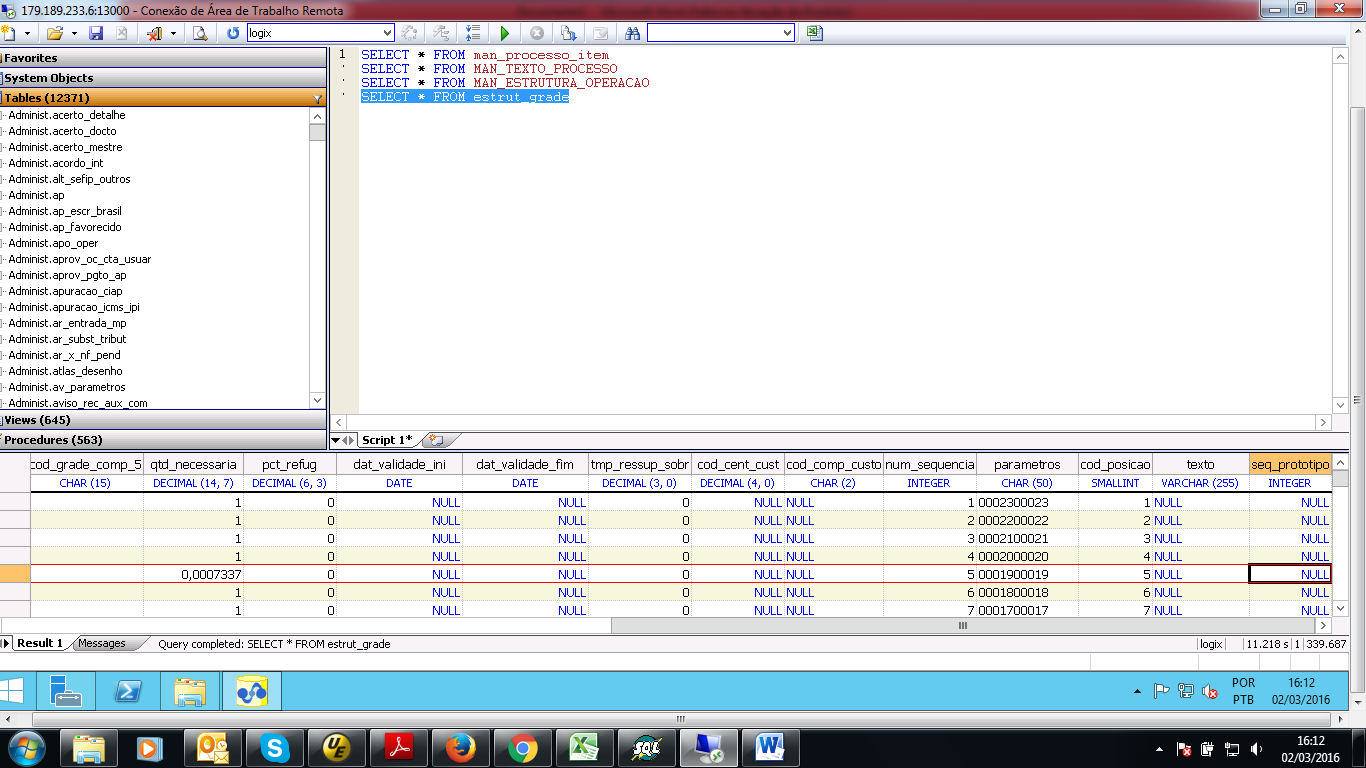 179.189.233.6:13000 - Conexão de Área de Trabalho Remota
logix
Favorites
System Objects
Tables (12371)
Administ.acerto_detalhe
Administ.acerto_docto
Administ.acerto_mestre
Administ.acordo_int
Administ.alt_sefip_outros
Administ.ap
Administ.ap_escr_brasil
Administ.ap_favorecido
Administ.apo_oper
Administ.aprov_oc_cta_usuar
Administ.aprov_pgto_ap
Administ.apuracao_ciap
Administ.apuracao_icms_ipi
Administ.ar_entrada_mp
Administ.ar_subst_tribut
Administ.ar_x_nf_pend
Administ.atlas_desenho
Administ.av_parametros
Administ.aviso_rec_aux_com
Views (645)
Procedures (563)
1 SELECT * FROM man_processo_item
SELECT * FROM MAN_TEXTO_PROCESSO
SELECT * FROM MAN_ESTRUTURA_OPERACAO
SELECT * FROM estrut_grade
Script 1*
cod_grade_comp_5 qtd_necessaria pct_refug dat_validade_ini dat_validade_fim tmp_ressup_sobr cod_cent_cust cod_comp_custo num_sequencia parametros cod_posicao texto seq_prototipo
CHAR (15) DECIMAL (14, 7) DECIMAL (6, 3) DATE DATE DECIMAL (3, 0) DECIMAL (4, 0) CHAR (2) INTEGER CHAR (50) SMALLINT VARCHAR (255) INTEGER
1 0 NULL NULL 0 NULL NULL 1 0002300023 1 NULL NULL
1 0 NULL NULL 0 NULL NULL 2 0002200022 2 NULL NULL
1 0 NULL NULL 0 NULL NULL 3 0002100021 3 NULL NULL
1 0 NULL NULL 0 NULL NULL 4 0002000020 4 NULL NULL
0,0007337 0 NULL NULL 0 NULL NULL 5 0001900019 5 NULL NULL
1 0 NULL NULL 0 NULL NULL 6 0001800018 6 NULL NULL
1 0 NULL NULL 0 NULL NULL 7 0001700017 7 NULL NULL
Result 1 Messages Query completed: SELECT * FROM estrut_grade logix 11.218 s 1 339.687
POR
PTB
16:12
02/03/2016
SQL
16:12
02/03/2016